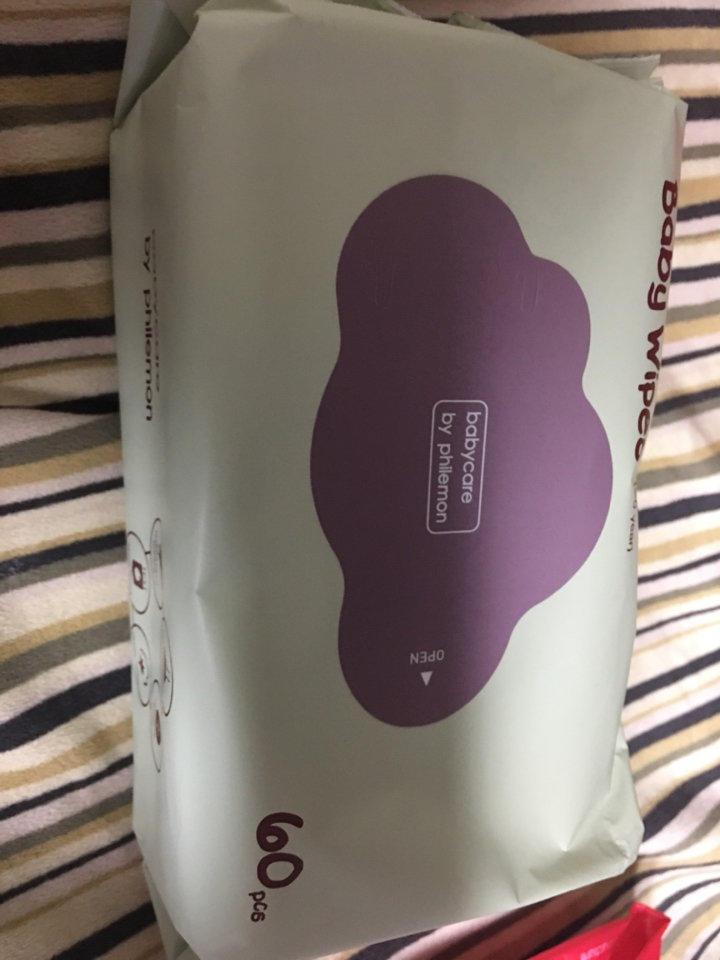 Baby Wipes
babycare
by philemon
OPEN
60 pcs
by philemon